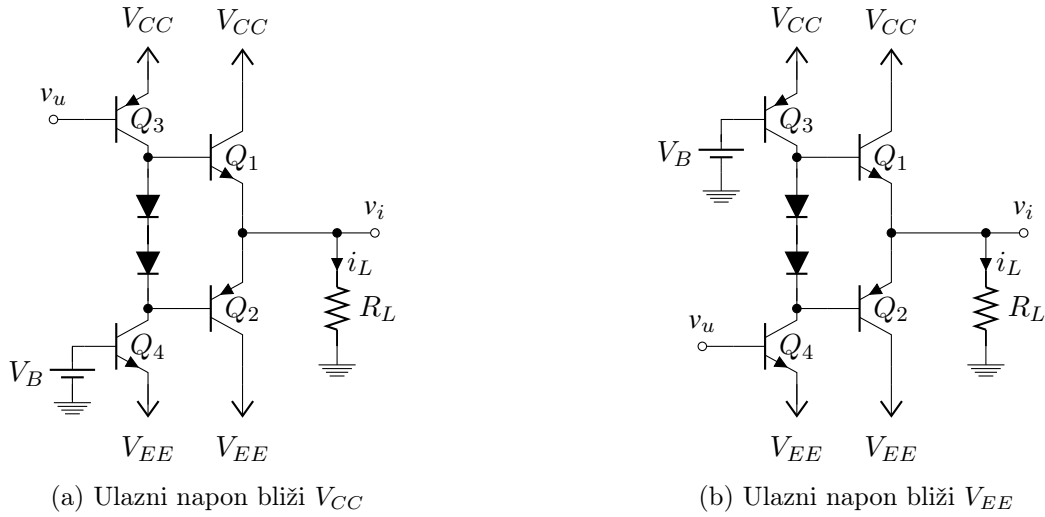 V_CC V_CC
v_u
Q_3
Q_1
v_i
i_L
Q_2
R_L
Q_4
V_B
V_EE V_EE
(a) Ulazni napon bliži V_CC
V_CC V_CC
Q_3
V_B
Q_1
v_i
i_L
Q_2
R_L
v_u
Q_4
V_EE V_EE
(b) Ulazni napon bliži V_EE